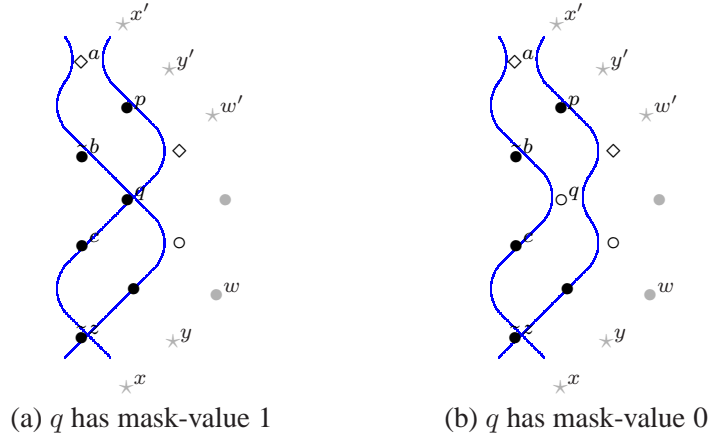 x′
a
y′
p
w′
b
q
w
z
y
x
(a) q has mask-value 1
x′
a
y′
p
w′
b
q
w
z
y
x
(b) q has mask-value 0